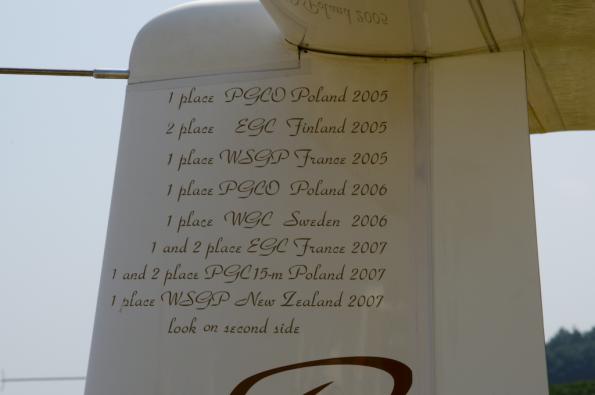 1 place PGCO Poland 2005
2 place EGC Finland 2005
1 place WSGP France 2005
1 place PGCO Poland 2006
1 place WGC Sweden 2006
1 and 2 place EGC France 2007
1 and 2 place PGC 15-m Poland 2007
1 place WSGP New Zealand 2007
look on second side